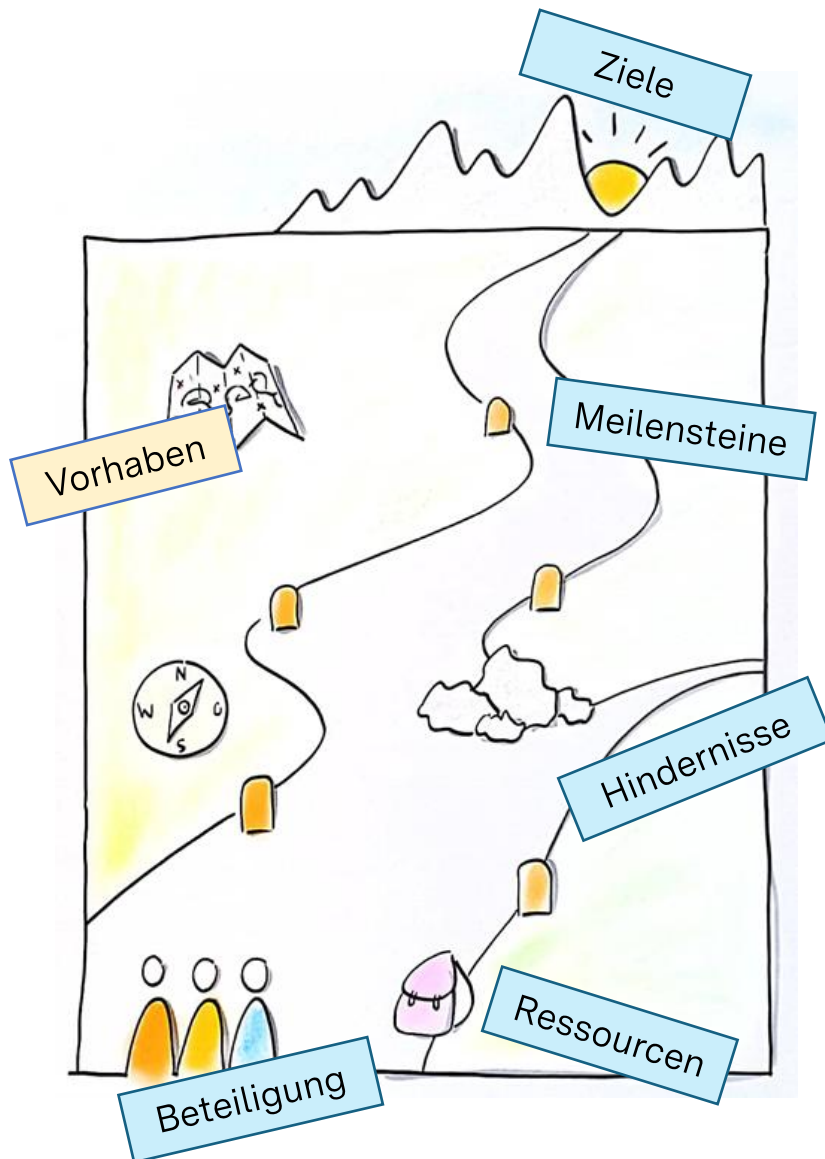 Ziele
Meilensteine
Vorhaben
N
W O
S
Hindernisse
Ressourcen
Beteiligung